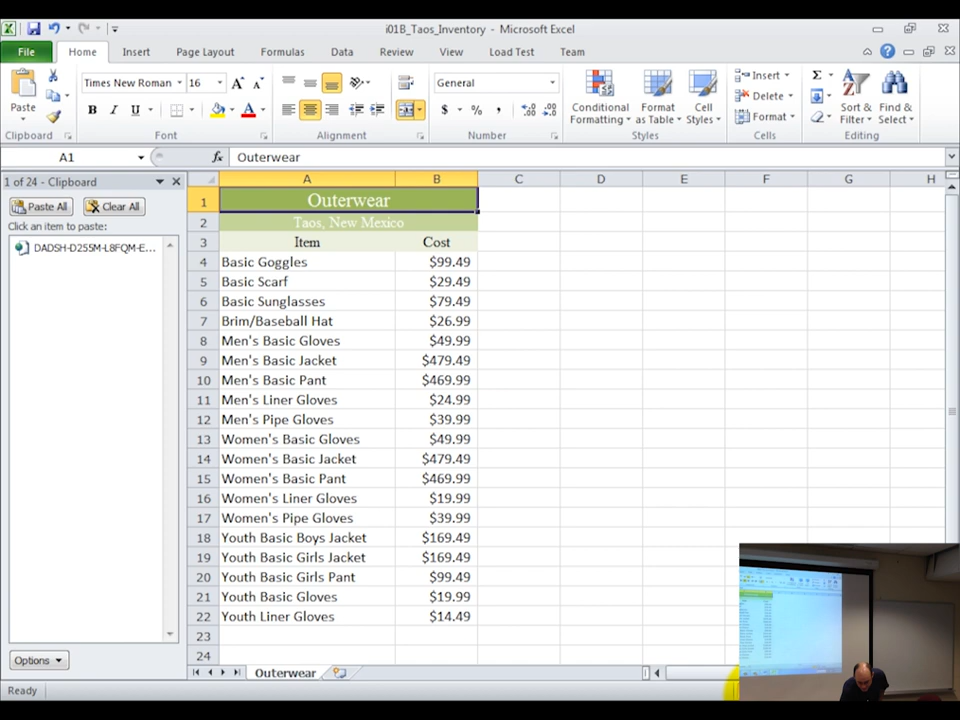 i01B_Taos_Inventory - Microsoft Excel
File Home Insert Page Layout Formulas Data Review View Load Test Team
Times New Roman 16 General
Paste B I U $ % , Conditional Formatting Format as Table Cell Styles Insert Delete Format Σ Sort & Filter Find & Select
Clipboard Font Alignment Number Styles Cells Editing
A1 fx Outerwear
1 of 24 - Clipboard
Paste All Clear All
Click an item to paste:
DADSH-D255M-L8FQM-E...
Options
A B C D E F G H
1 Outerwear
2 Taos, New Mexico
3 Item Cost
4 Basic Goggles $99.49
5 Basic Scarf $29.49
6 Basic Sunglasses $79.49
7 Brim/Baseball Hat $26.99
8 Men's Basic Gloves $49.99
9 Men's Basic Jacket $479.49
10 Men's Basic Pant $469.99
11 Men's Liner Gloves $24.99
12 Men's Pipe Gloves $39.99
13 Women's Basic Gloves $49.99
14 Women's Basic Jacket $479.49
15 Women's Basic Pant $469.99
16 Women's Liner Gloves $19.99
17 Women's Pipe Gloves $39.99
18 Youth Basic Boys Jacket $169.49
19 Youth Basic Girls Jacket $169.49
20 Youth Basic Girls Pant $99.49
21 Youth Basic Gloves $19.99
22 Youth Liner Gloves $14.49
23
24
Outerwear
Ready